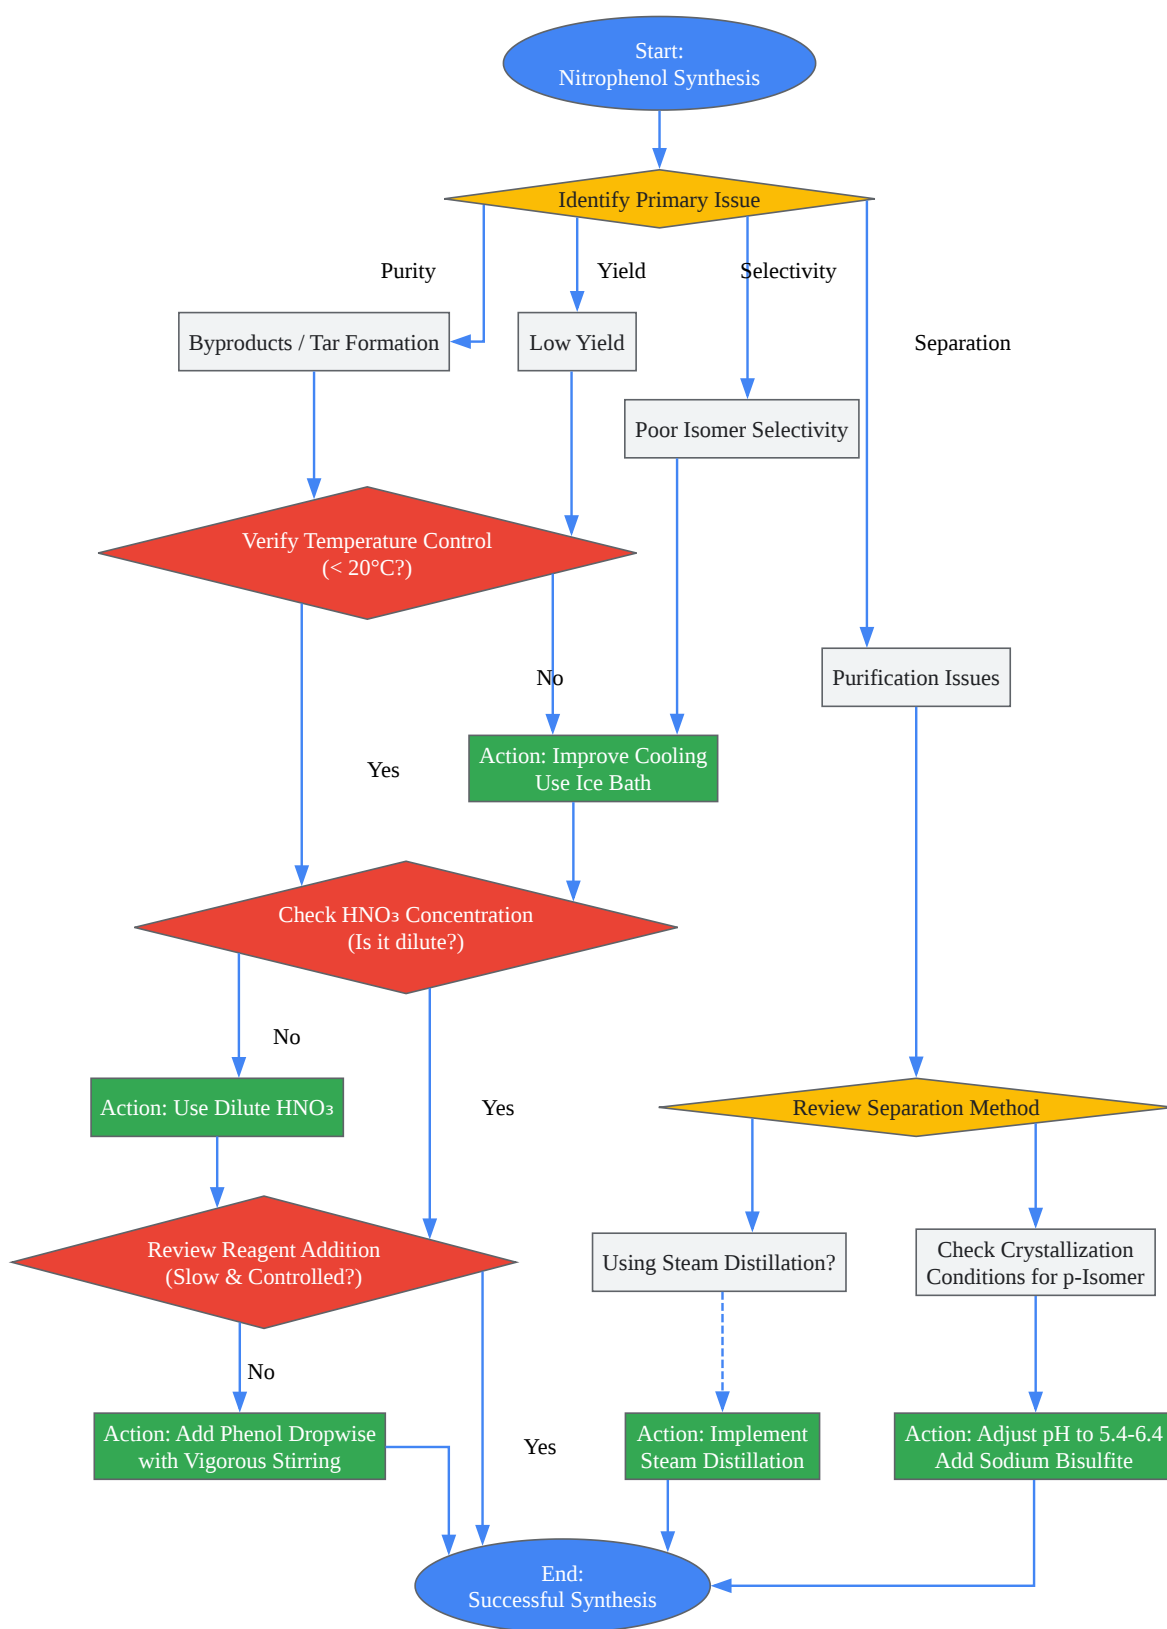 Start:
Nitrophenol Synthesis
Identify Primary Issue
Purity
Yield
Selectivity
Separation
Byproducts / Tar Formation
Low Yield
Poor Isomer Selectivity
Verify Temperature Control
(< 20°C?)
No
Purification Issues
Yes
Action: Improve Cooling
Use Ice Bath
Check HNO₃ Concentration
(Is it dilute?)
No
Yes
Action: Use Dilute HNO₃
Review Separation Method
Review Reagent Addition
(Slow & Controlled?)
Using Steam Distillation?
Check Crystallization
Conditions for p-Isomer
No
Yes
Action: Add Phenol Dropwise
with Vigorous Stirring
Action: Implement
Steam Distillation
Action: Adjust pH to 5.4-6.4
Add Sodium Bisulfite
End:
Successful Synthesis